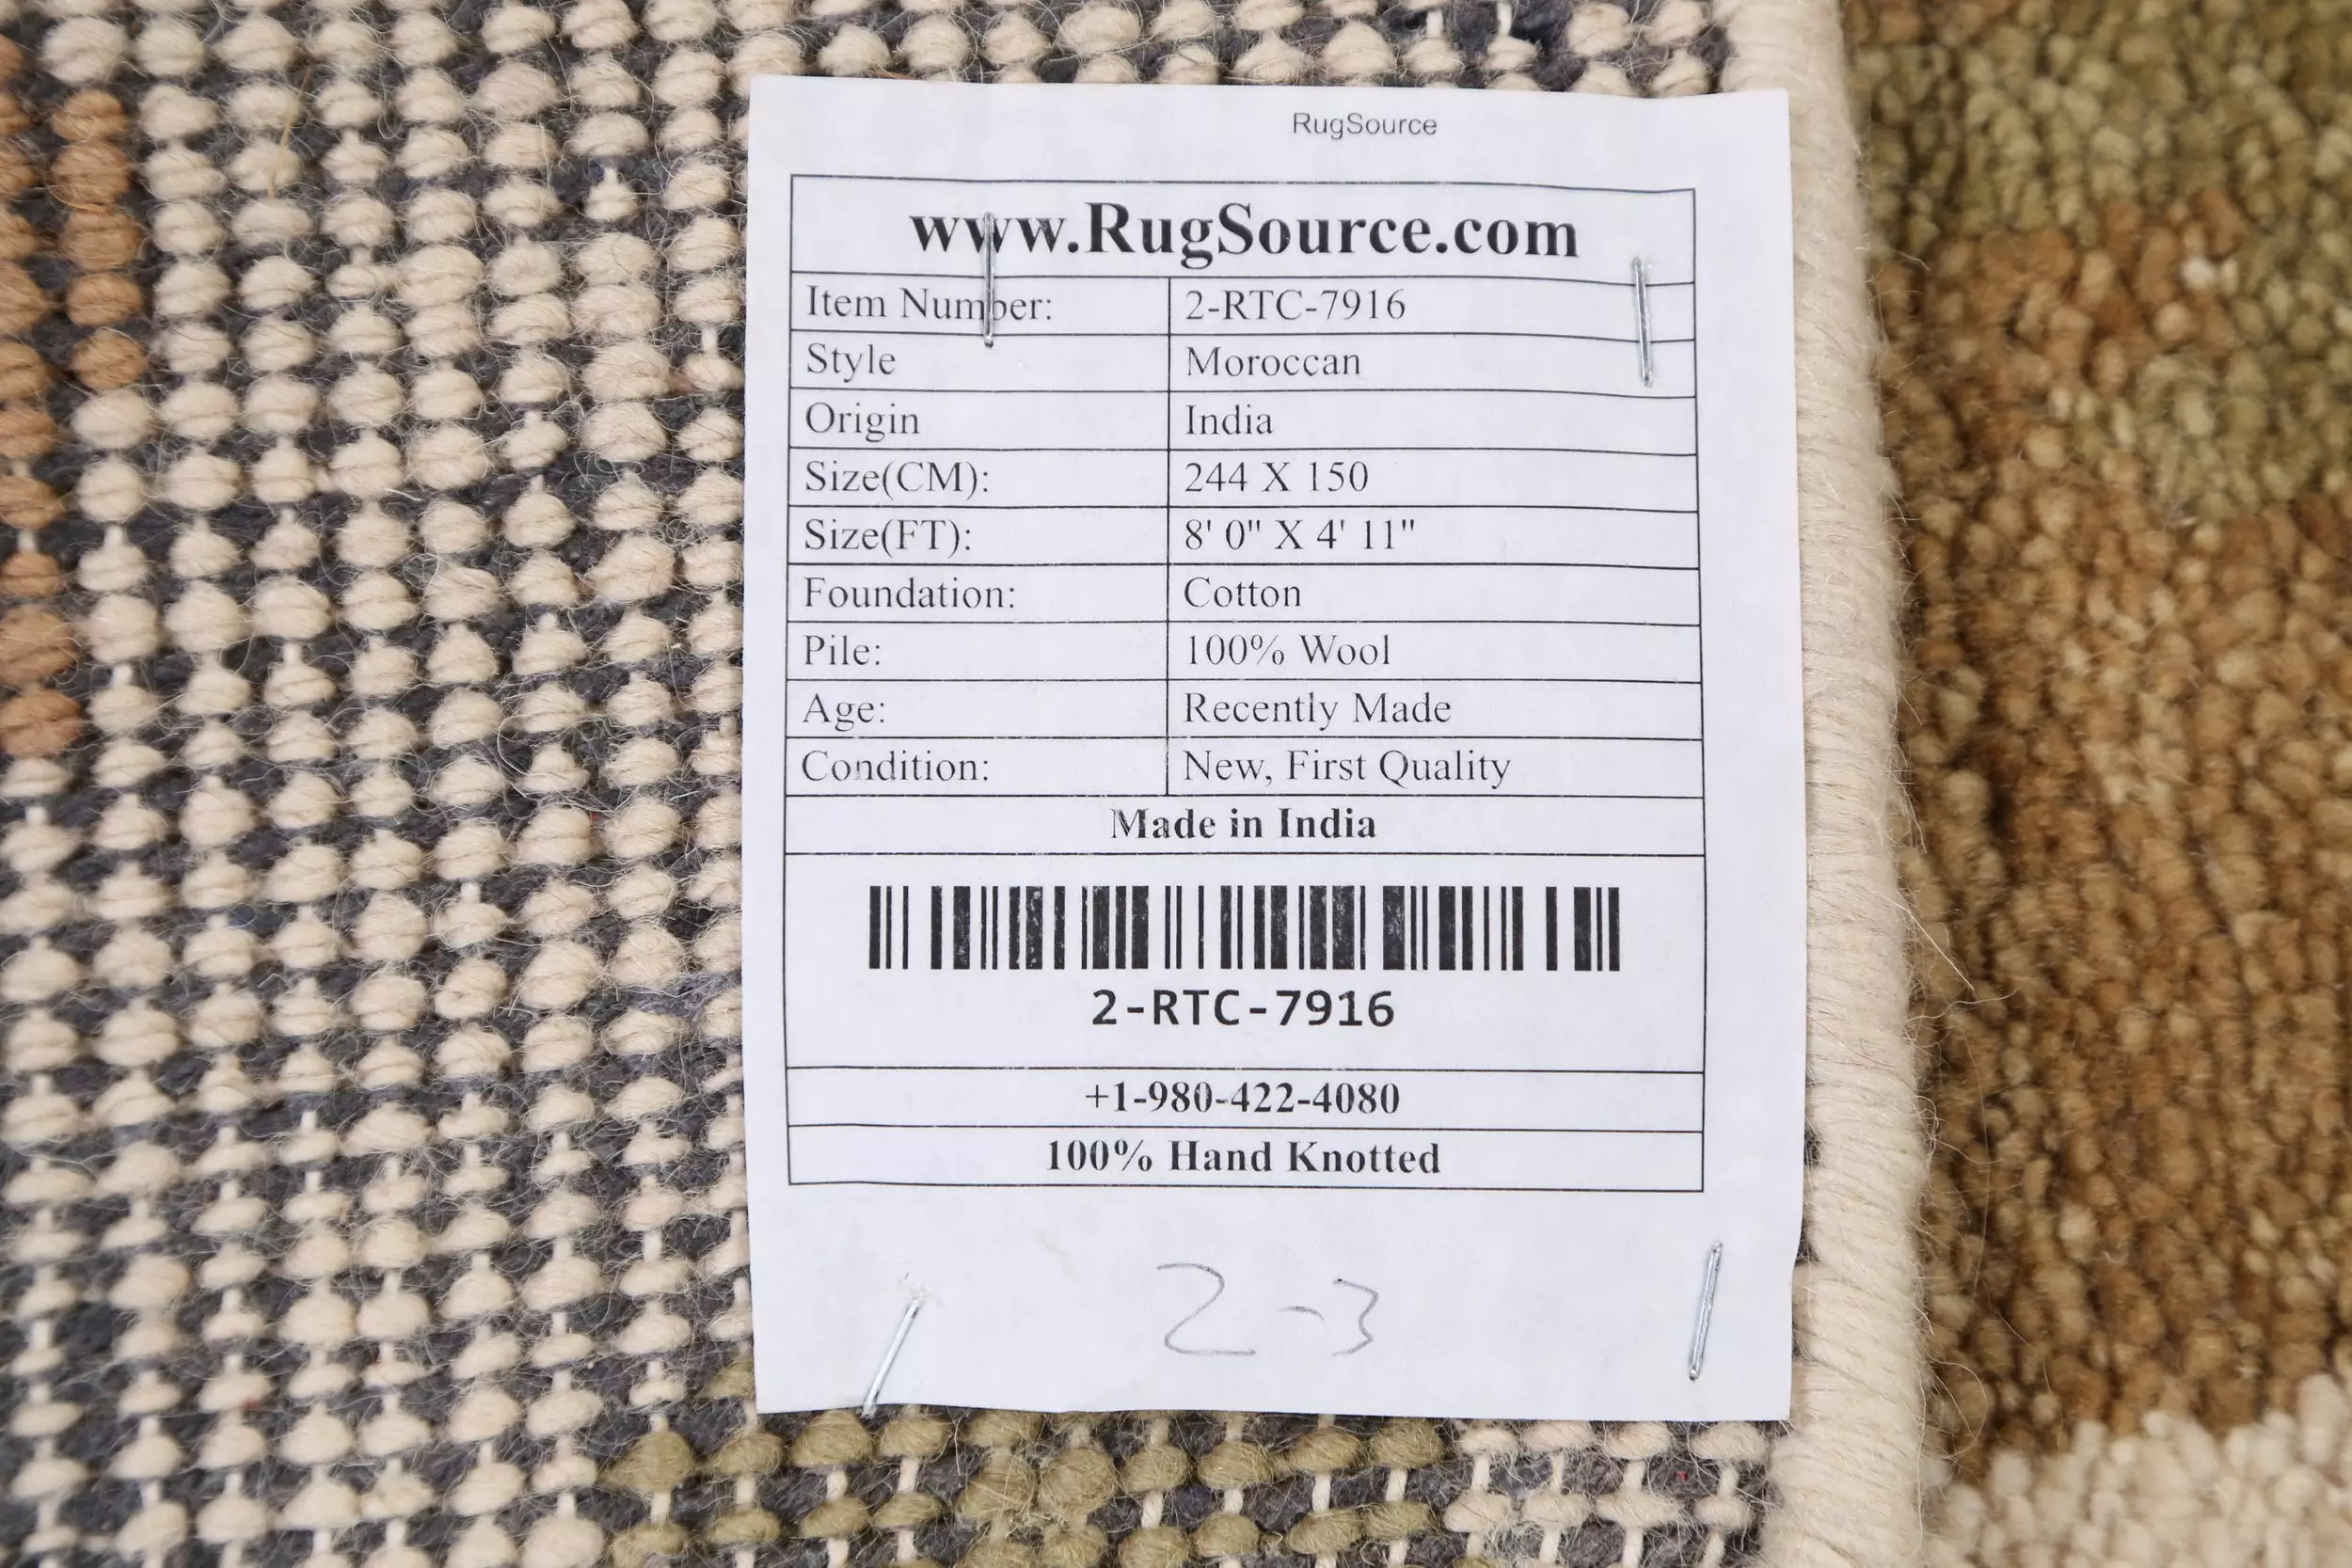 RugSource
www.RugSource.com
Item Number: 2-RTC-7916
Style Moroccan
Origin India
Size(CM): 244 X 150
Size(FT): 8' 0" X 4' 11"
Foundation: Cotton
Pile: 100% Wool
Age: Recently Made
Condition: New, First Quality
Made in India
2-RTC-7916
+1-980-422-4080
100% Hand Knotted
2-3